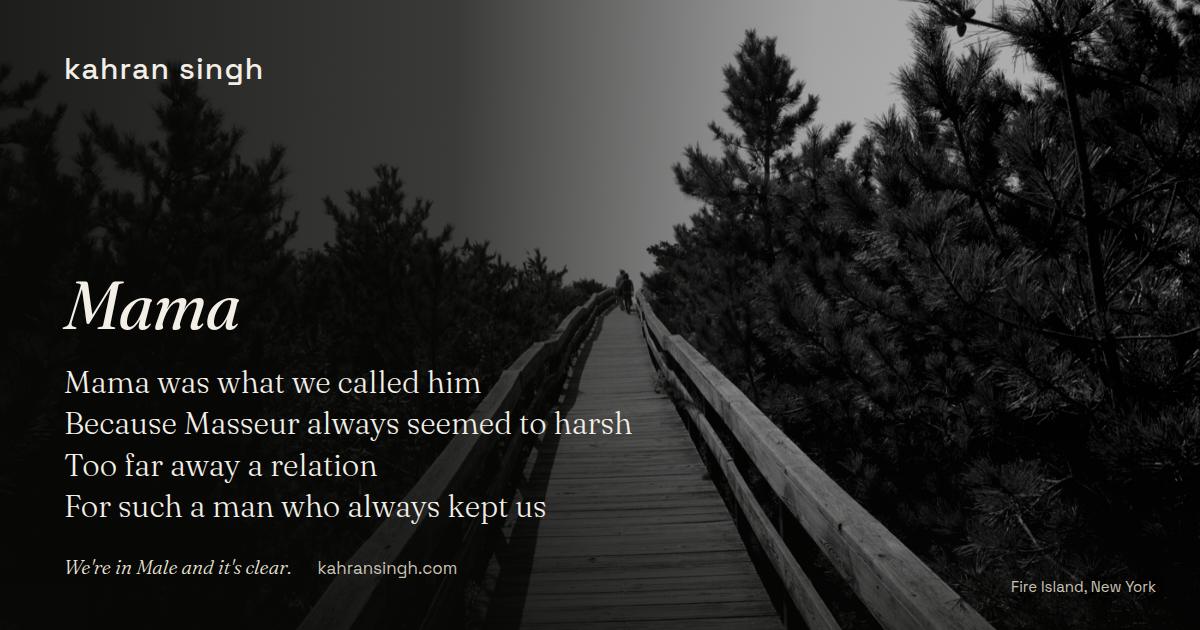 kahran singh
Mama
Mama was what we called him
Because Masseur always seemed to harsh
Too far away a relation
For such a man who always kept us
We're in Male and it's clear. kahransingh.com
Fire Island, New York